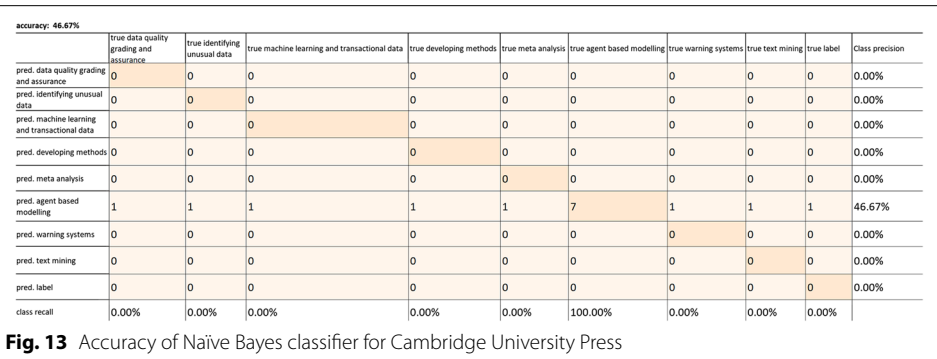 accuracy: 46.67%
true data quality grading and assurance true identifying unusual data true machine learning and transactional data true developing methods true meta analysis true agent based modelling true warning systems true text mining true label Class precision
pred. data quality grading and assurance 0 0 0 0 0 0 0 0 0 0.00%
pred. identifying unusual data 0 0 0 0 0 0 0 0 0 0.00%
pred. machine learning and transactional data 0 0 0 0 0 0 0 0 0 0.00%
pred. developing methods 0 0 0 0 0 0 0 0 0 0.00%
pred. meta analysis 0 0 0 0 0 0 0 0 0 0.00%
pred. agent based modelling 1 1 1 1 1 7 1 1 1 46.67%
pred. warning systems 0 0 0 0 0 0 0 0 0 0.00%
pred. text mining 0 0 0 0 0 0 0 0 0 0.00%
pred. label 0 0 0 0 0 0 0 0 0 0.00%
class recall 0.00% 0.00% 0.00% 0.00% 0.00% 100.00% 0.00% 0.00% 0.00%
Fig. 13 Accuracy of Naïve Bayes classifier for Cambridge University Press